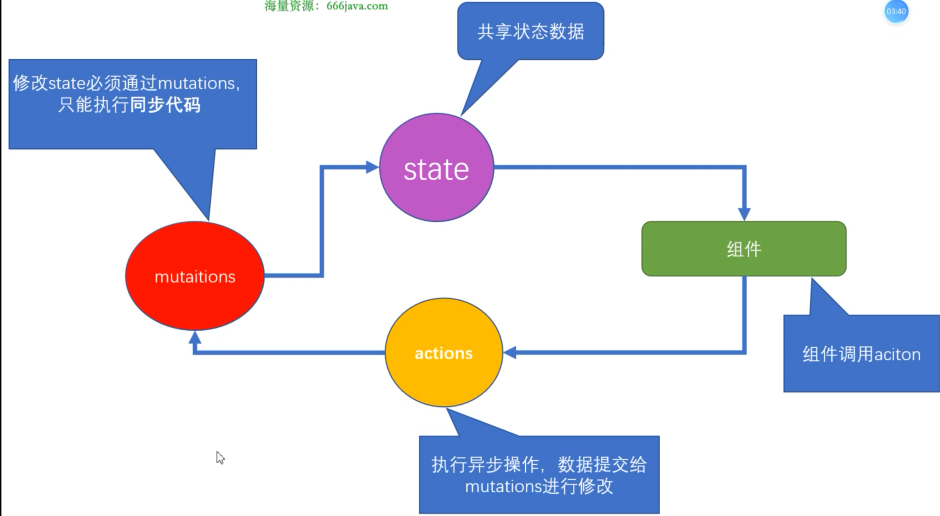 海量资源：666java.com
03:40
共享状态数据
修改state必须通过mutations,
只能执行同步代码
state
mutaitions
组件
actions
组件调用aciton
执行异步操作，数据提交给
mutations进行修改